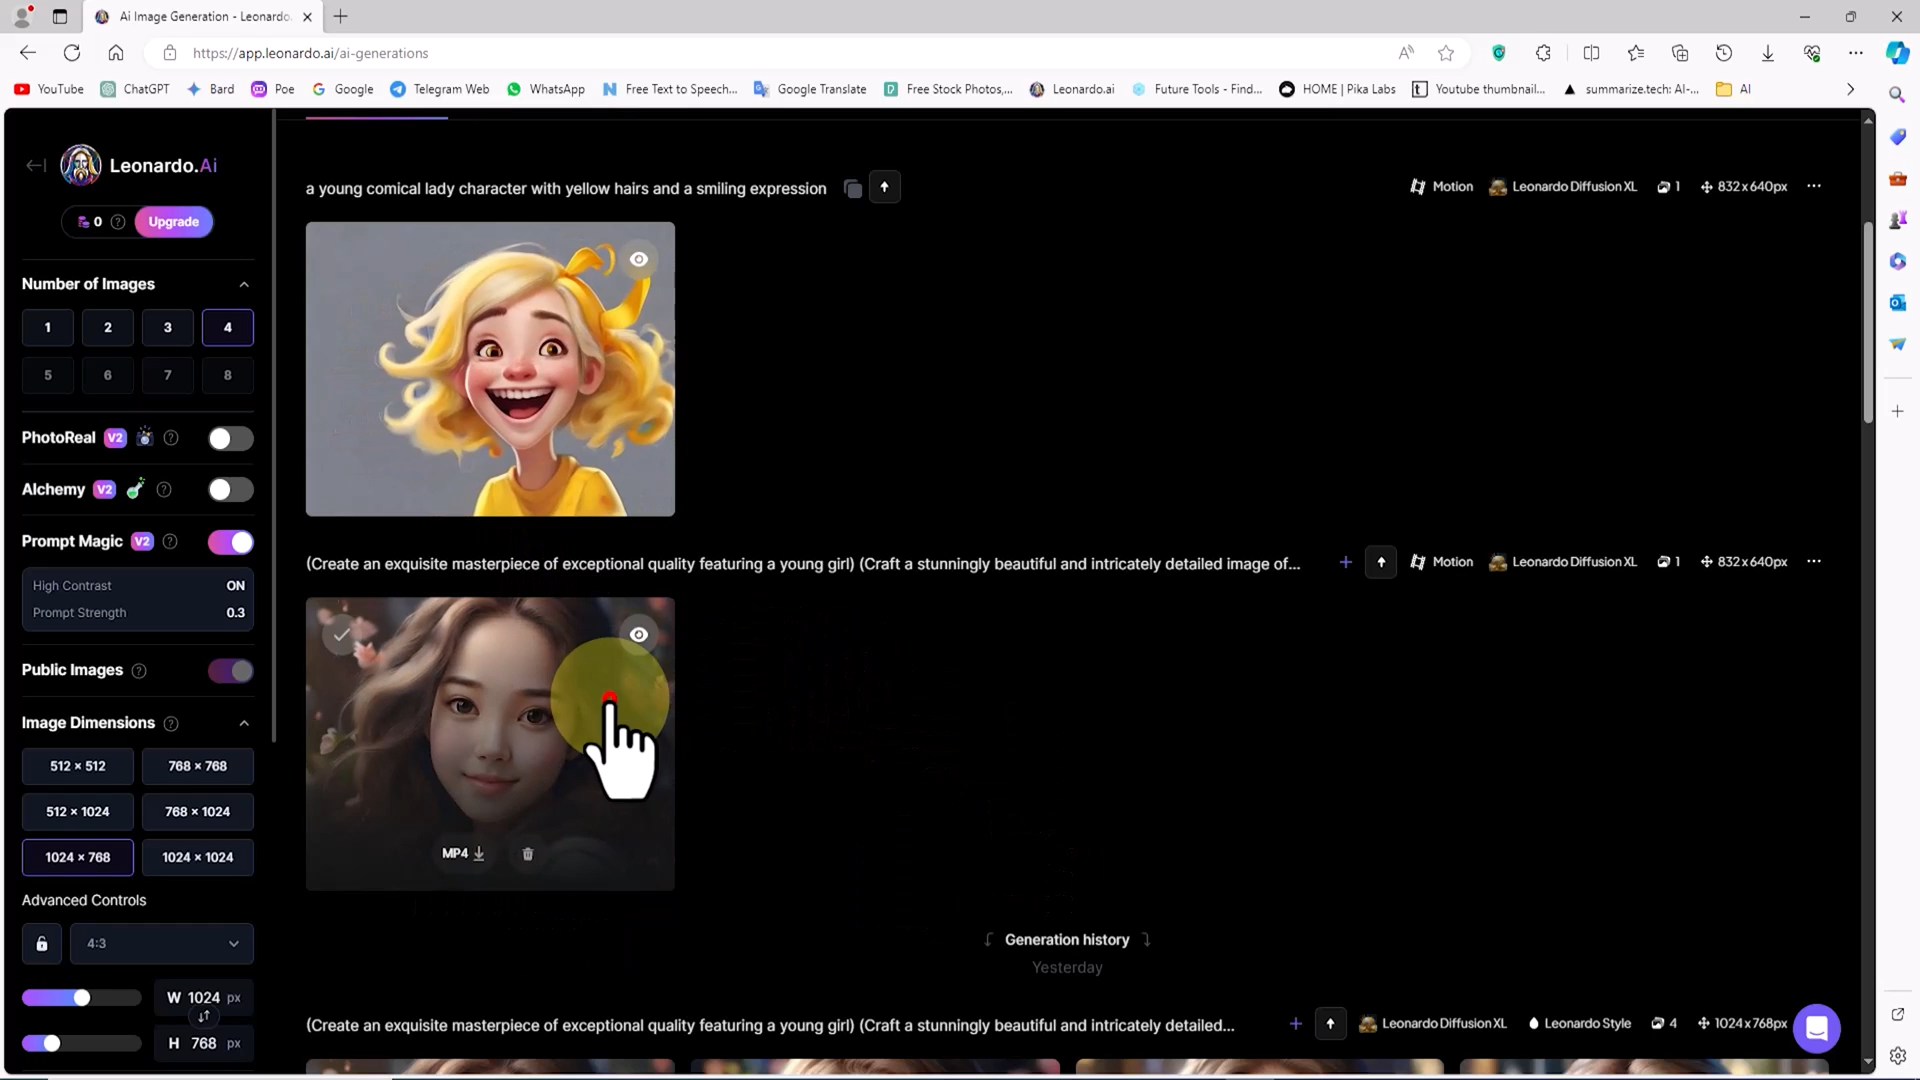 Ai Image Generation - Leonardo.
https://app.leonardo.ai/ai-generations
YouTube ChatGPT Bard Poe Google Telegram Web WhatsApp Free Text to Speech... Google Translate Free Stock Photos,... Leonardo.ai Future Tools - Find... HOME | Pika Labs Youtube thumbnail... summarize.tech: AI-... AI
Leonardo.Ai
0 Upgrade
Number of Images
1 2 3 4
5 6 7 8
PhotoReal V2
Alchemy V2
Prompt Magic V2
High Contrast ON
Prompt Strength 0.3
Public Images
Image Dimensions
512 × 512 768 × 768
512 × 1024 768 × 1024
1024 × 768 1024 × 1024
Advanced Controls
4:3
W 1024 px
H 768 px
a young comical lady character with yellow hairs and a smiling expression Motion Leonardo Diffusion XL 1 832 x 640px
(Create an exquisite masterpiece of exceptional quality featuring a young girl) (Craft a stunningly beautiful and intricately detailed image of... Motion Leonardo Diffusion XL 1 832 x 640px
MP4
Generation history
Yesterday
(Create an exquisite masterpiece of exceptional quality featuring a young girl) (Craft a stunningly beautiful and intricately detailed... Leonardo Diffusion XL Leonardo Style 4 1024 x 768px